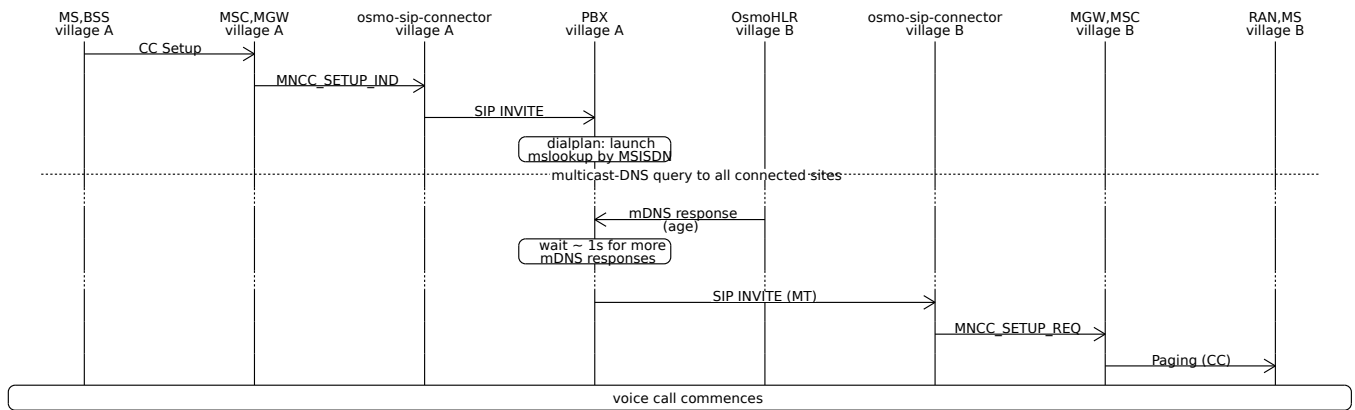 MS,BSS
village A
MSC,MGW
village A
osmo-sip-connector
village A
PBX
village A
OsmoHLR
village B
osmo-sip-connector
village B
MGW,MSC
village B
RAN,MS
village B
CC Setup
MNCC_SETUP_IND
SIP INVITE
dialplan: launch
mslookup by MSISDN
multicast-DNS query to all connected sites
mDNS response
(age)
wait ~ 1s for more
mDNS responses
SIP INVITE (MT)
MNCC_SETUP_REQ
Paging (CC)
voice call commences